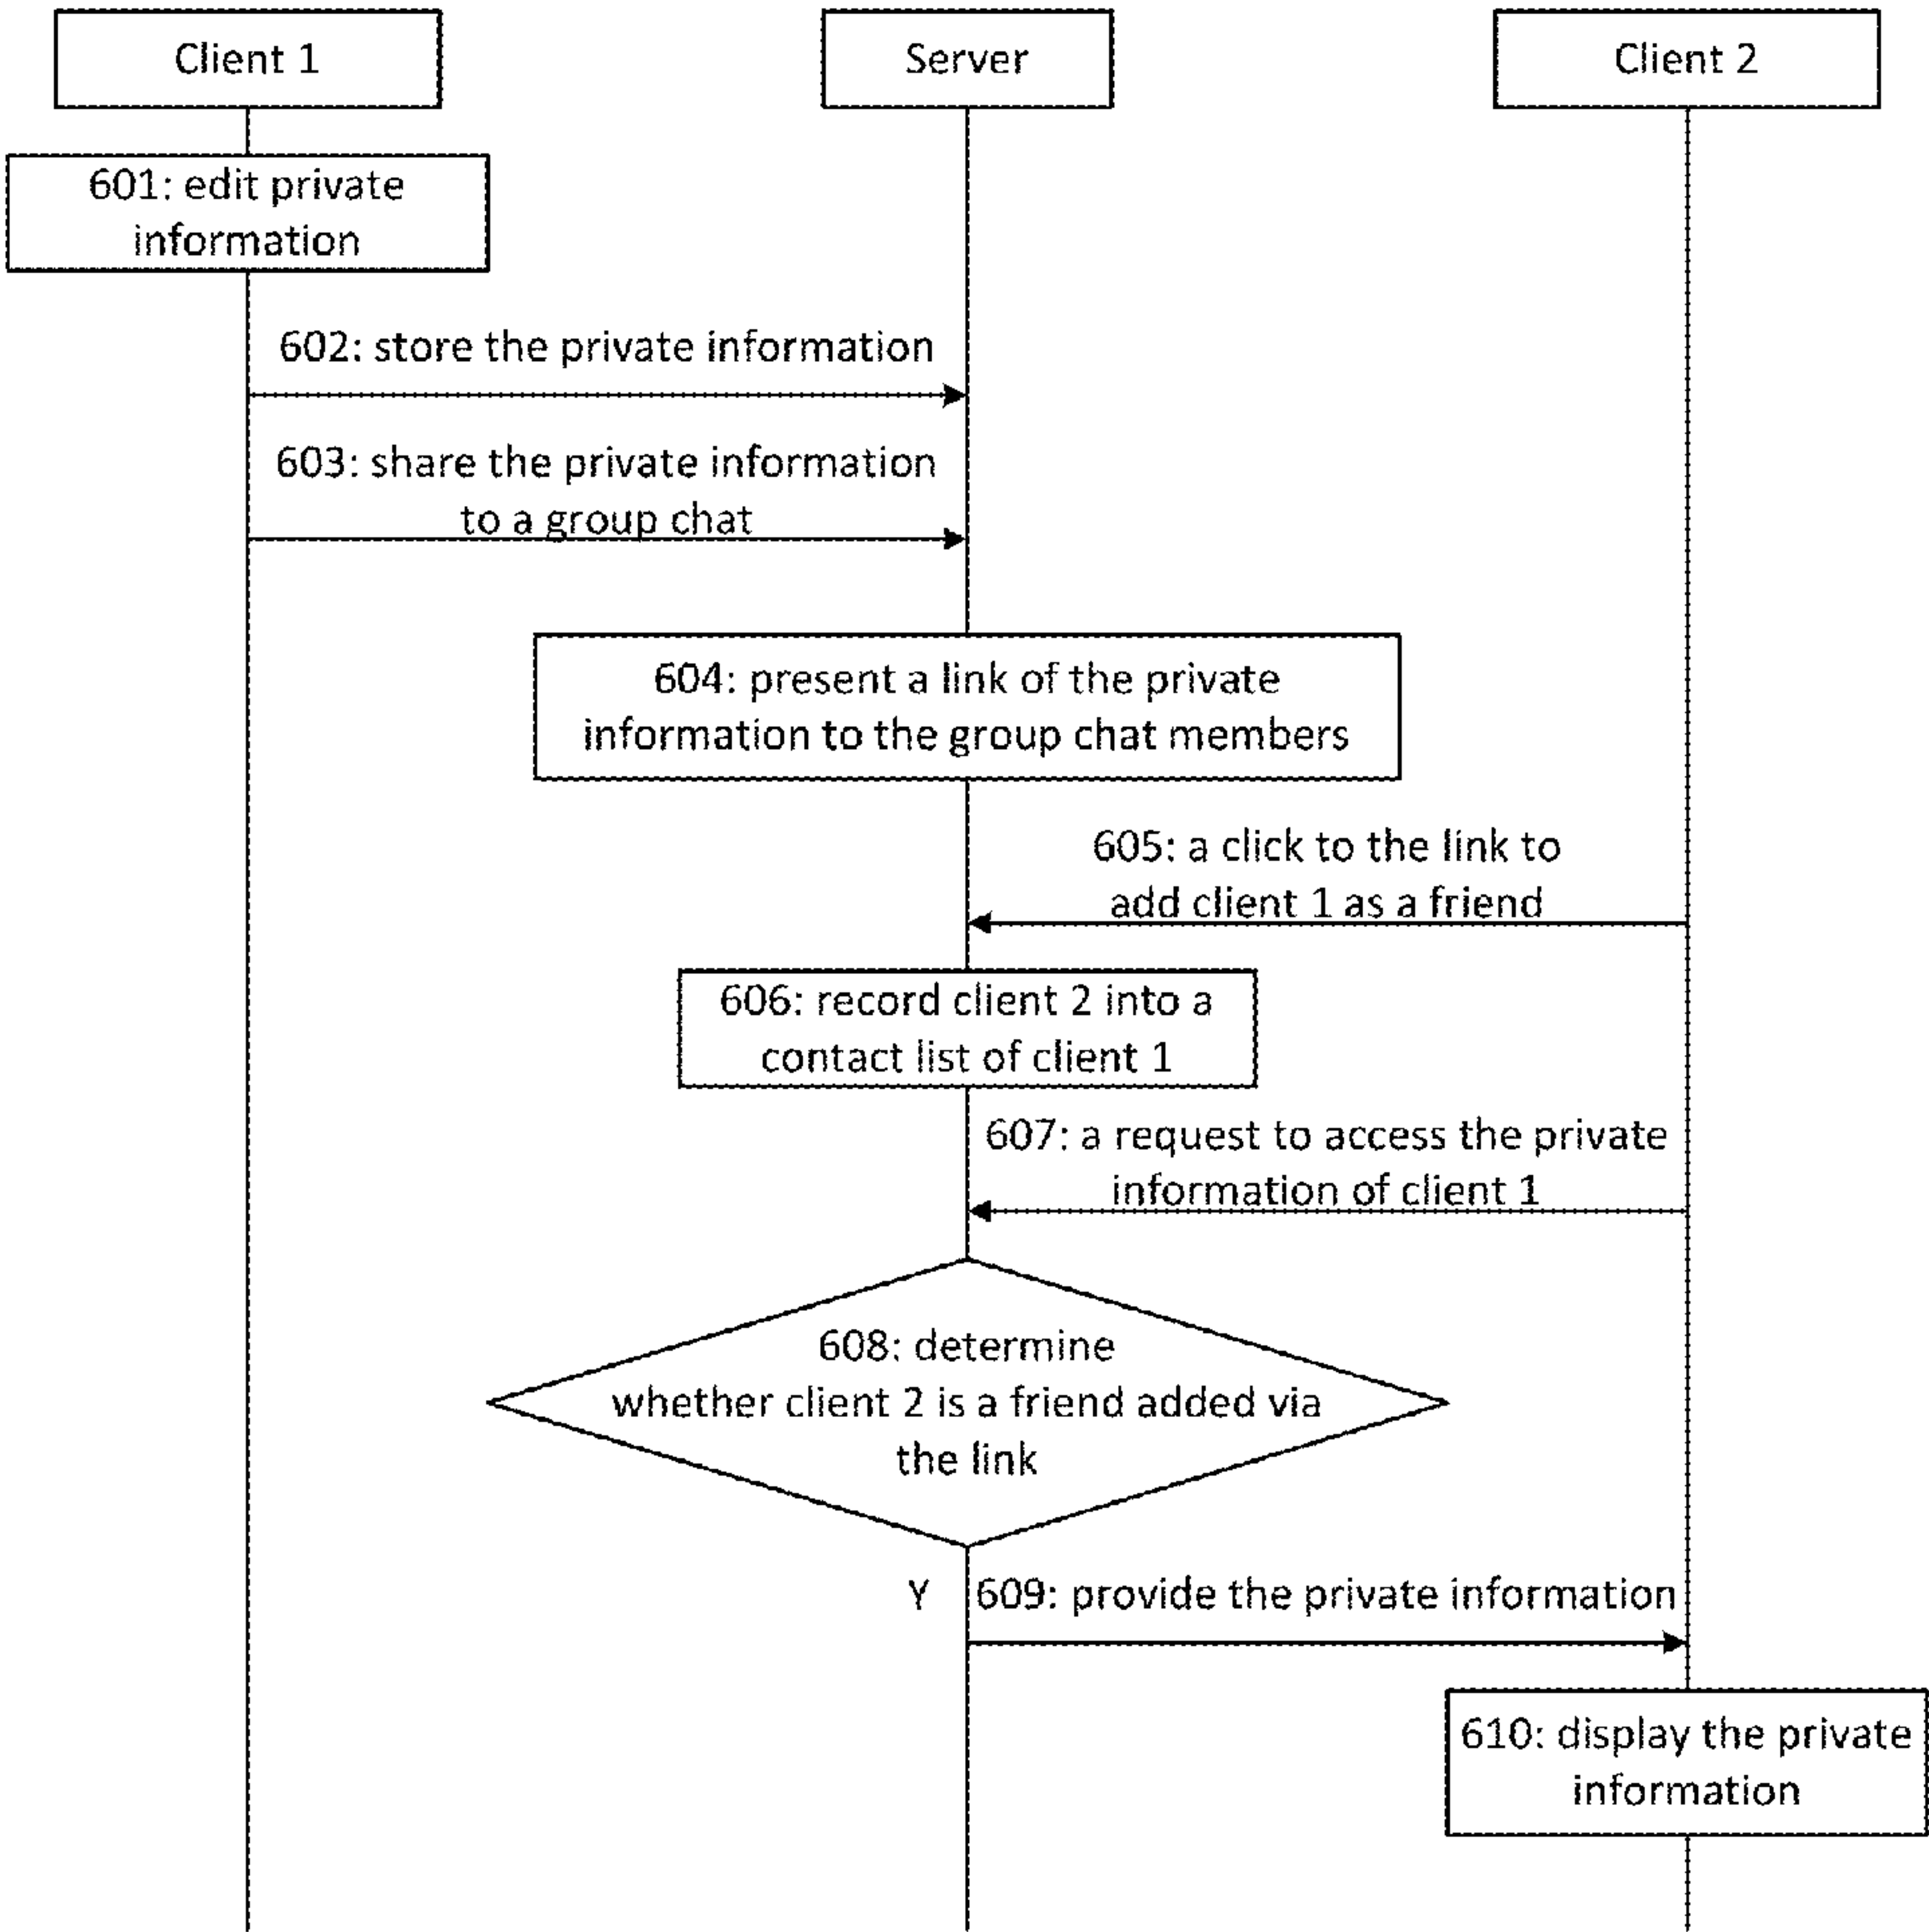 Client 1
Server
Client 2
601: edit private
information
602: store the private information
603: share the private information
to a group chat
604: present a link of the private
information to the group chat members
605: a click to the link to
add client 1 as a friend
606: record client 2 into a
contact list of client 1
607: a request to access the private
information of client 1
608: determine
whether client 2 is a friend added via
the link
Y
609: provide the private information
610: display the private
information